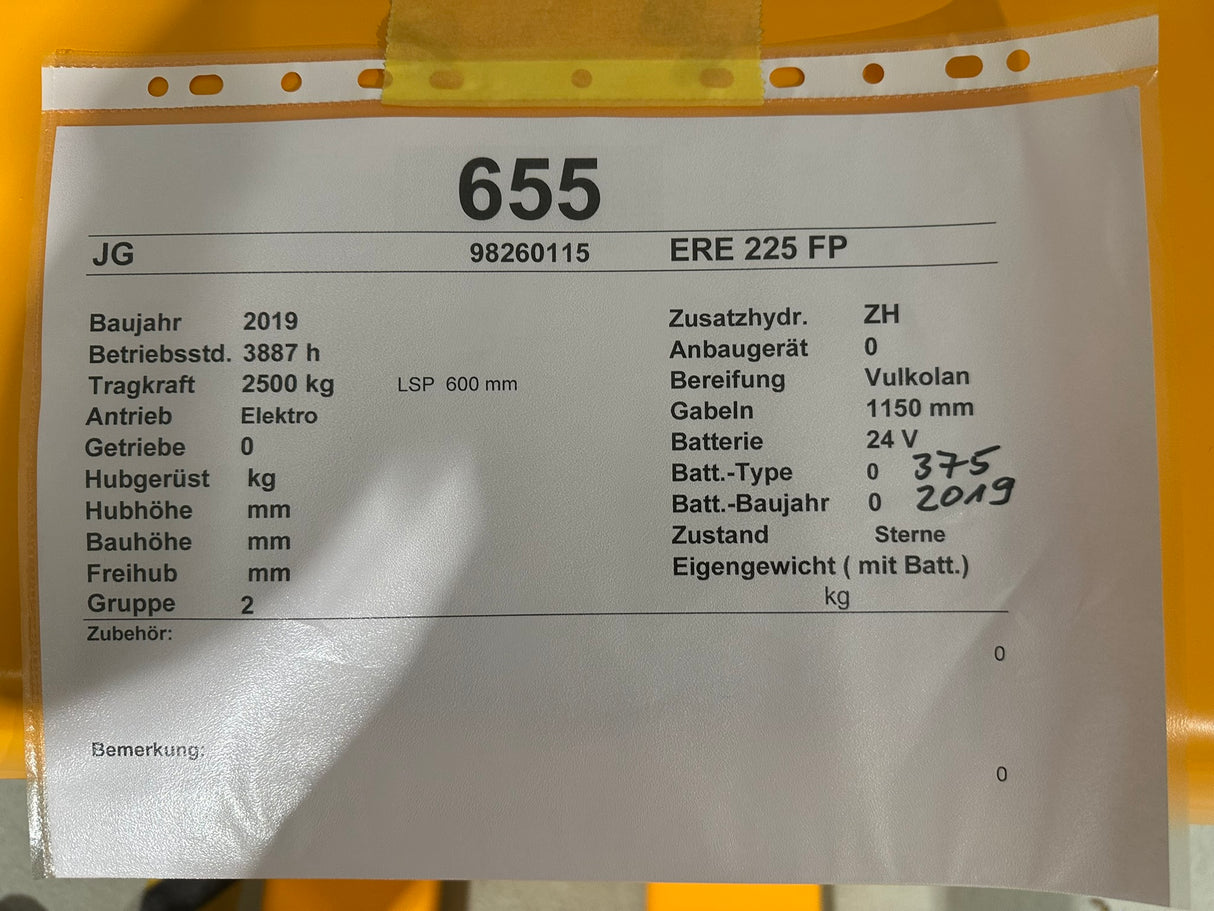 655
JG 98260115 ERE 225 FP
Baujahr 2019
Betriebsstd. 3887 h
Tragkraft 2500 kg LSP 600 mm
Antrieb Elektro
Getriebe 0
Hubgerüst kg
Hubhöhe mm
Bauhöhe mm
Freihub mm
Gruppe 2
Zusatzhydr. ZH
Anbaugerät 0
Bereifung Vulkolan
Gabeln 1150 mm
Batterie 24 V
Batt.-Type 0 375
Batt.-Baujahr 0 2019
Zustand Sterne
Eigengewicht ( mit Batt.)
kg
Zubehör:
0
Bemerkung:
0